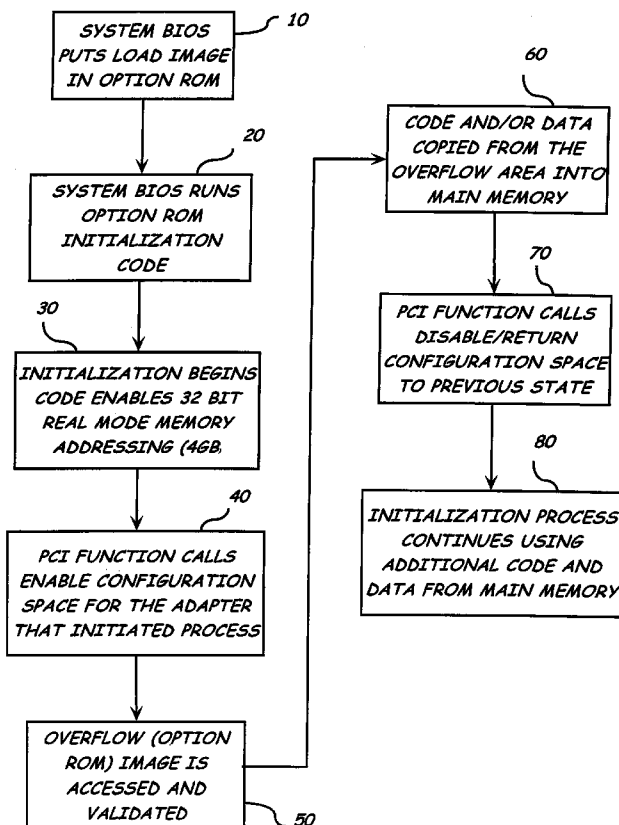 10
SYSTEM BIOS
PUTS LOAD IMAGE
IN OPTION ROM
20
SYSTEM BIOS RUNS
OPTION ROM
INITIALIZATION
CODE
30
INITIALIZATION BEGINS
CODE ENABLES 32 BIT
REAL MODE MEMORY
ADDRESSING (4GB
40
PCI FUNCTION CALLS
ENABLE CONFIGURATION
SPACE FOR THE ADAPTER
THAT INITIATED PROCESS
OVERFLOW (OPTION
ROM) IMAGE IS
ACCESSED AND
VALIDATED
50
60
CODE AND/OR DATA
COPIED FROM THE
OVERFLOW AREA INTO
MAIN MEMORY
70
PCI FUNCTION CALLS
DISABLE/RETURN
CONFIGURATION SPACE
TO PREVIOUS STATE
80
INITIALIZATION PROCESS
CONTINUES USING
ADDITIONAL CODE AND
DATA FROM MAIN MEMORY